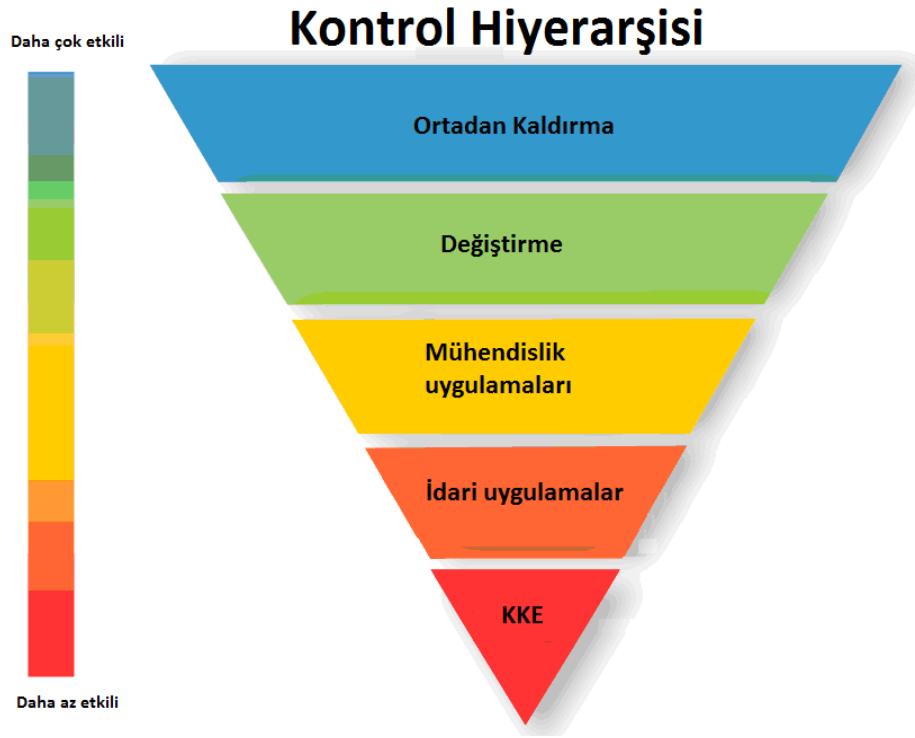 Kontrol Hiyerarşisi
Daha çok etkili
Ortadan Kaldırma
Değiştirme
Mühendislik
uygulamaları
İdari uygulamalar
KKE
Daha az etkili